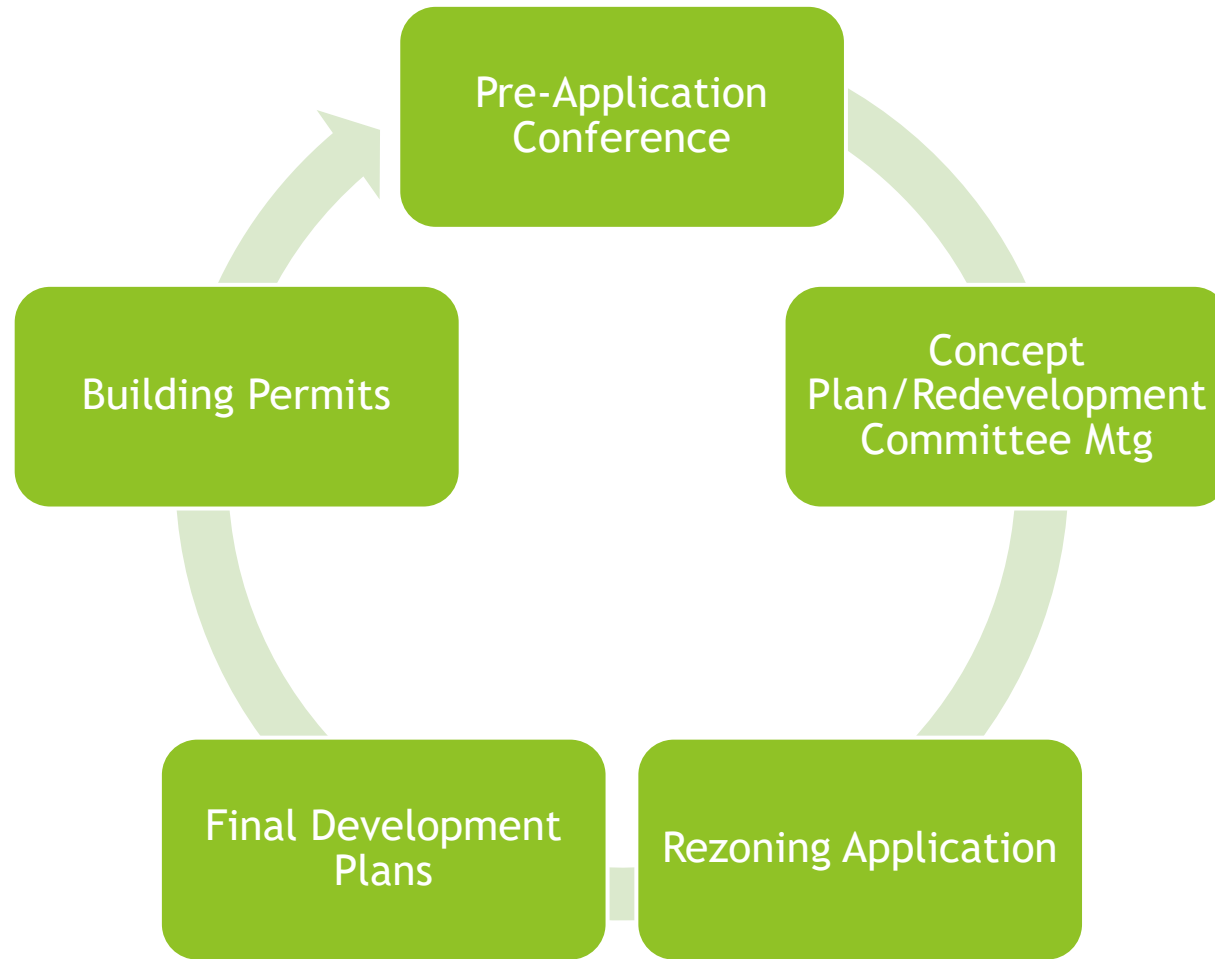 Pre-Application
Conference
Concept
Plan/Redevelopment
Committee Mtg
Rezoning Application
Final Development
Plans
Building Permits